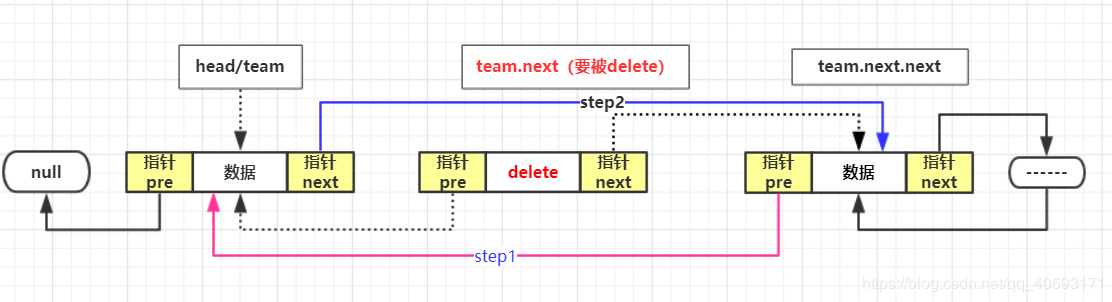 head/team
team.next（要被delete）
team.next.next
step2
null
指针
pre
数据
指针
next
指针
pre
delete
指针
next
指针
pre
数据
指针
next
------
step1
https://blog.csdn.net/qq_40693171